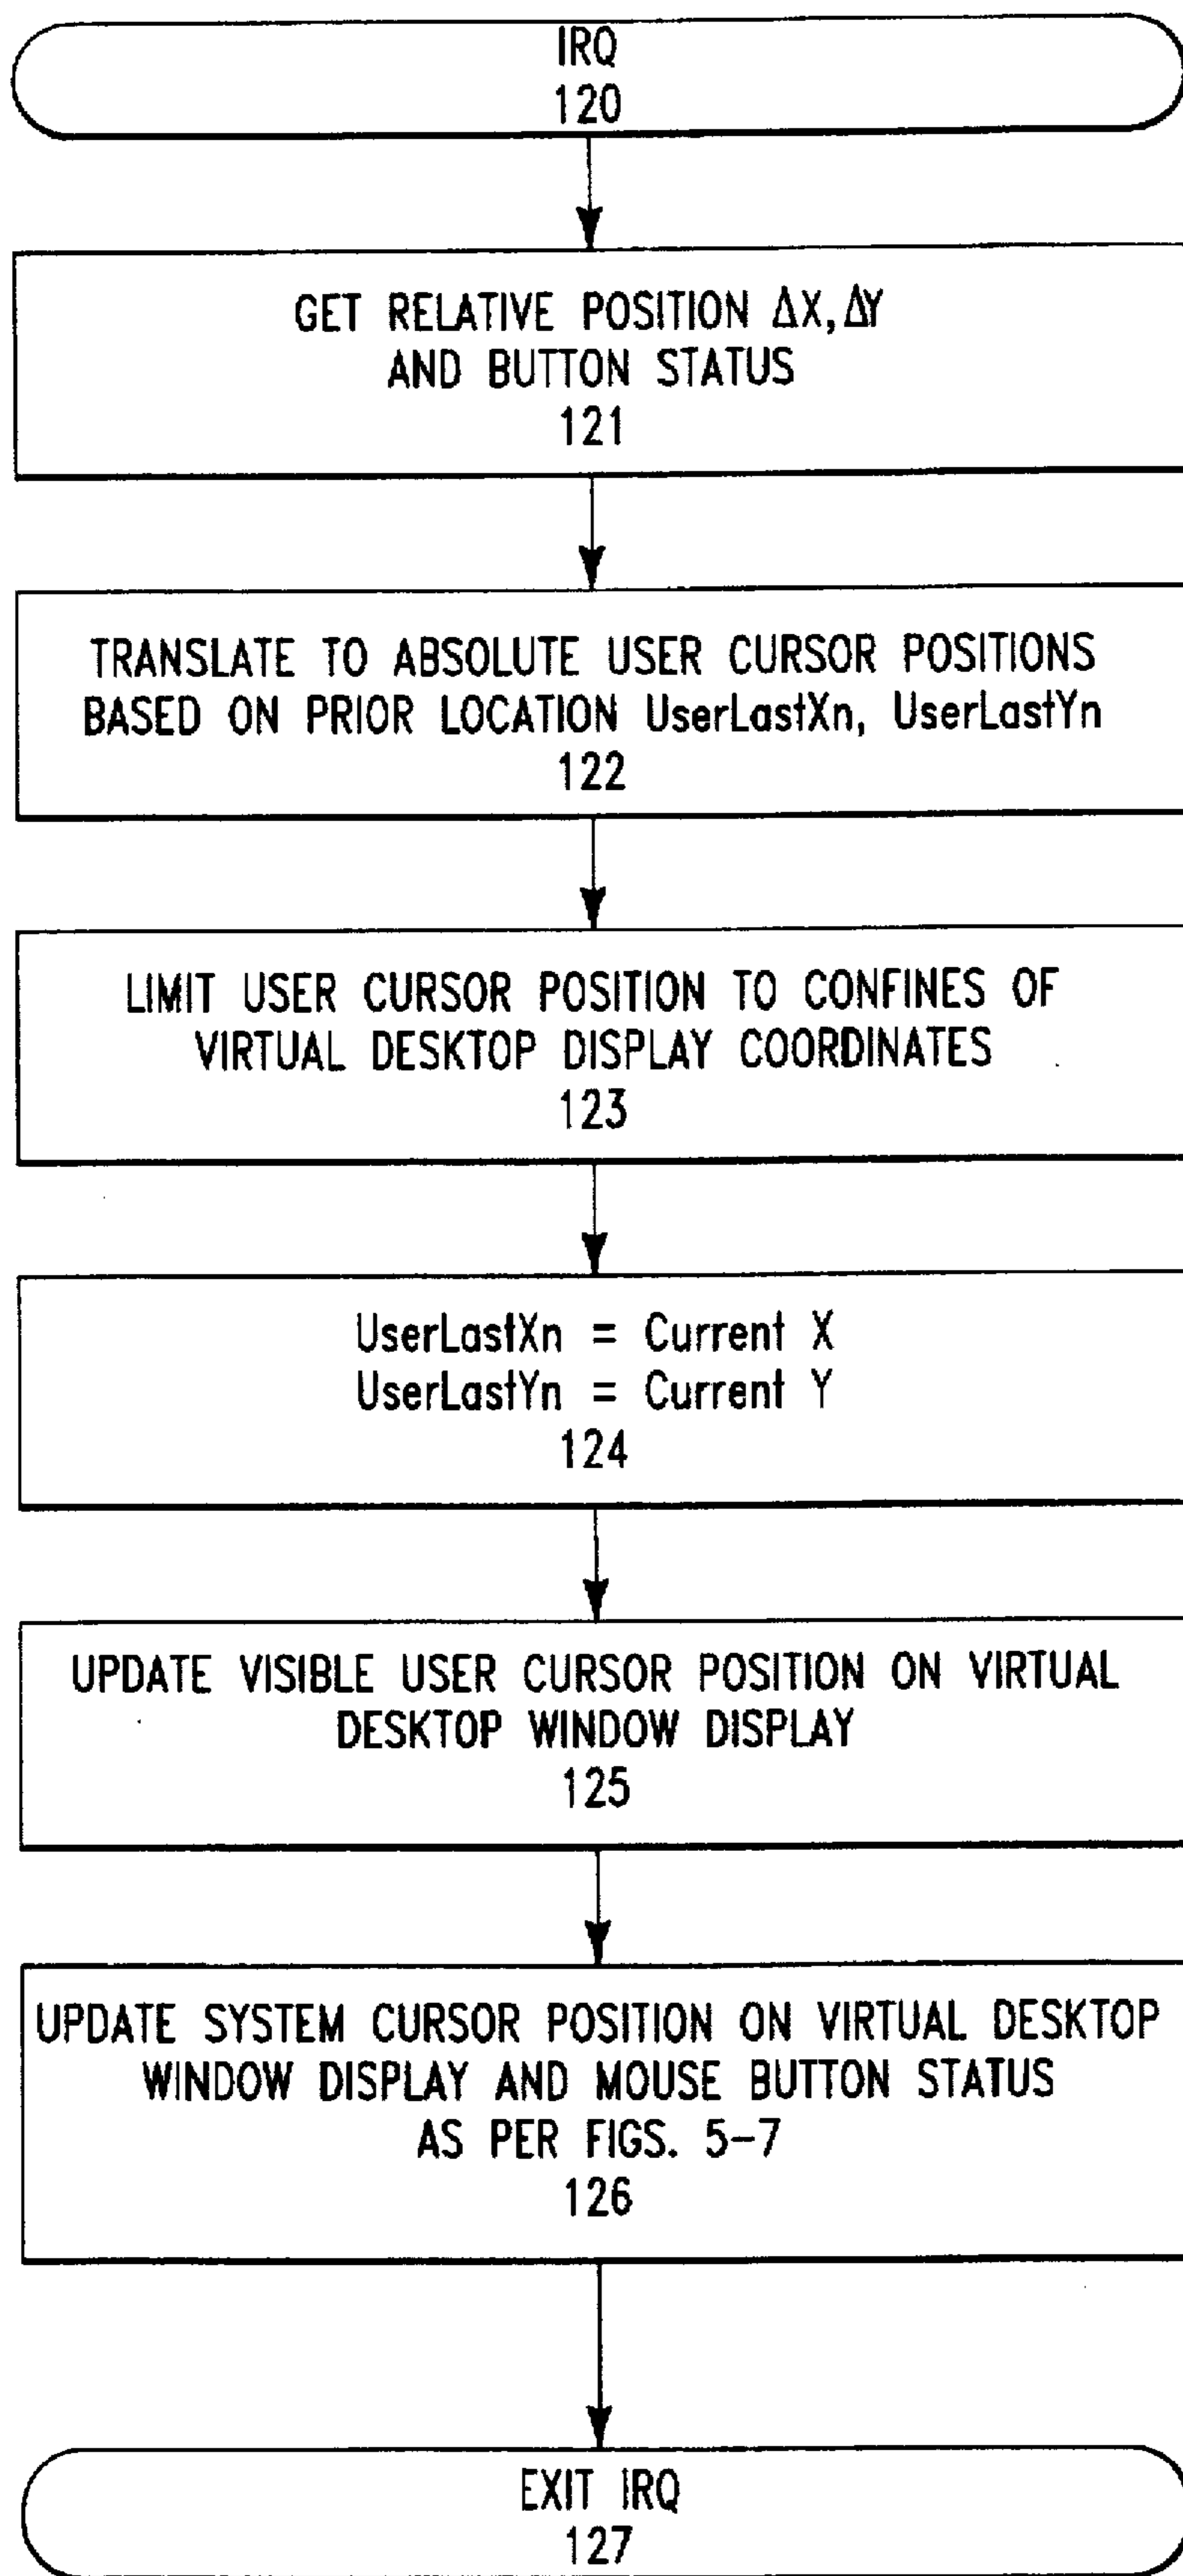 IRQ
120
GET RELATIVE POSITION ΔX,ΔY
AND BUTTON STATUS
121
TRANSLATE TO ABSOLUTE USER CURSOR POSITIONS
BASED ON PRIOR LOCATION UserLastXn, UserLastYn
122
LIMIT USER CURSOR POSITION TO CONFINES OF
VIRTUAL DESKTOP DISPLAY COORDINATES
123
UserLastXn = Current X
UserLastYn = Current Y
124
UPDATE VISIBLE USER CURSOR POSITION ON VIRTUAL
DESKTOP WINDOW DISPLAY
125
UPDATE SYSTEM CURSOR POSITION ON VIRTUAL DESKTOP
WINDOW DISPLAY AND MOUSE BUTTON STATUS
AS PER FIGS. 5-7
126
EXIT IRQ
127